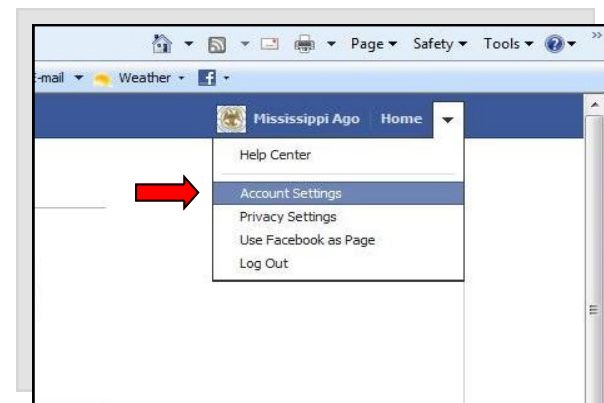 Page Safety Tools
-mail Weather
Mississippi Ago Home
Help Center
Account Settings
Privacy Settings
Use Facebook as Page
Log Out